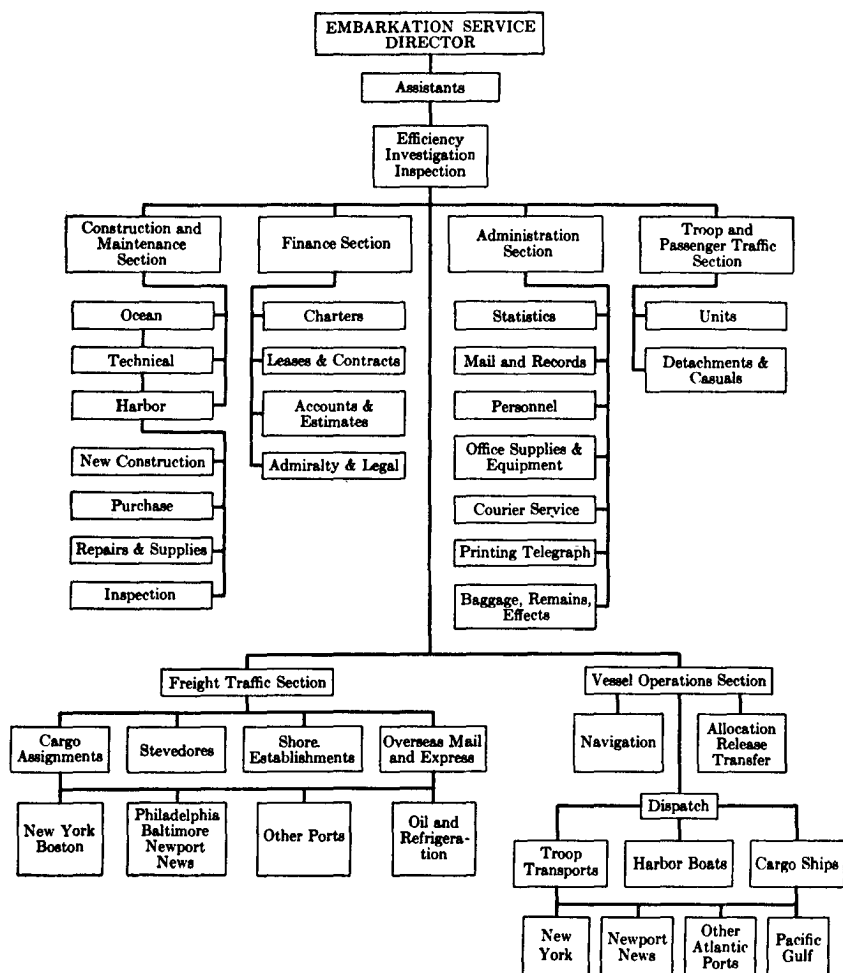 EMBARKATION SERVICE
DIRECTOR
Assistants
Efficiency
Investigation
Inspection
Construction and
Maintenance
Section
Finance Section
Administration
Section
Troop and
Passenger Traffic
Section
Ocean
Technical
Harbor
New Construction
Purchase
Repairs & Supplies
Inspection
Charters
Leases & Contracts
Accounts &
Estimates
Admiralty & Legal
Statistics
Mail and Records
Personnel
Office Supplies &
Equipment
Courier Service
Printing Telegraph
Baggage, Remains,
Effects
Units
Detachments &
Casuals
Freight Traffic Section
Cargo
Assignments
Stevedores
Shore.
Establishments
Overseas Mail
and Express
New York
Boston
Philadelphia
Baltimore
Newport
News
Other Ports
Oil and
Refrigera-
tion
Vessel Operations Section
Navigation
Allocation
Release
Transfer
Dispatch
Troop
Transports
Harbor Boats
Cargo Ships
New
York
Newport
News
Other
Atlantic
Ports
Pacific
Gulf